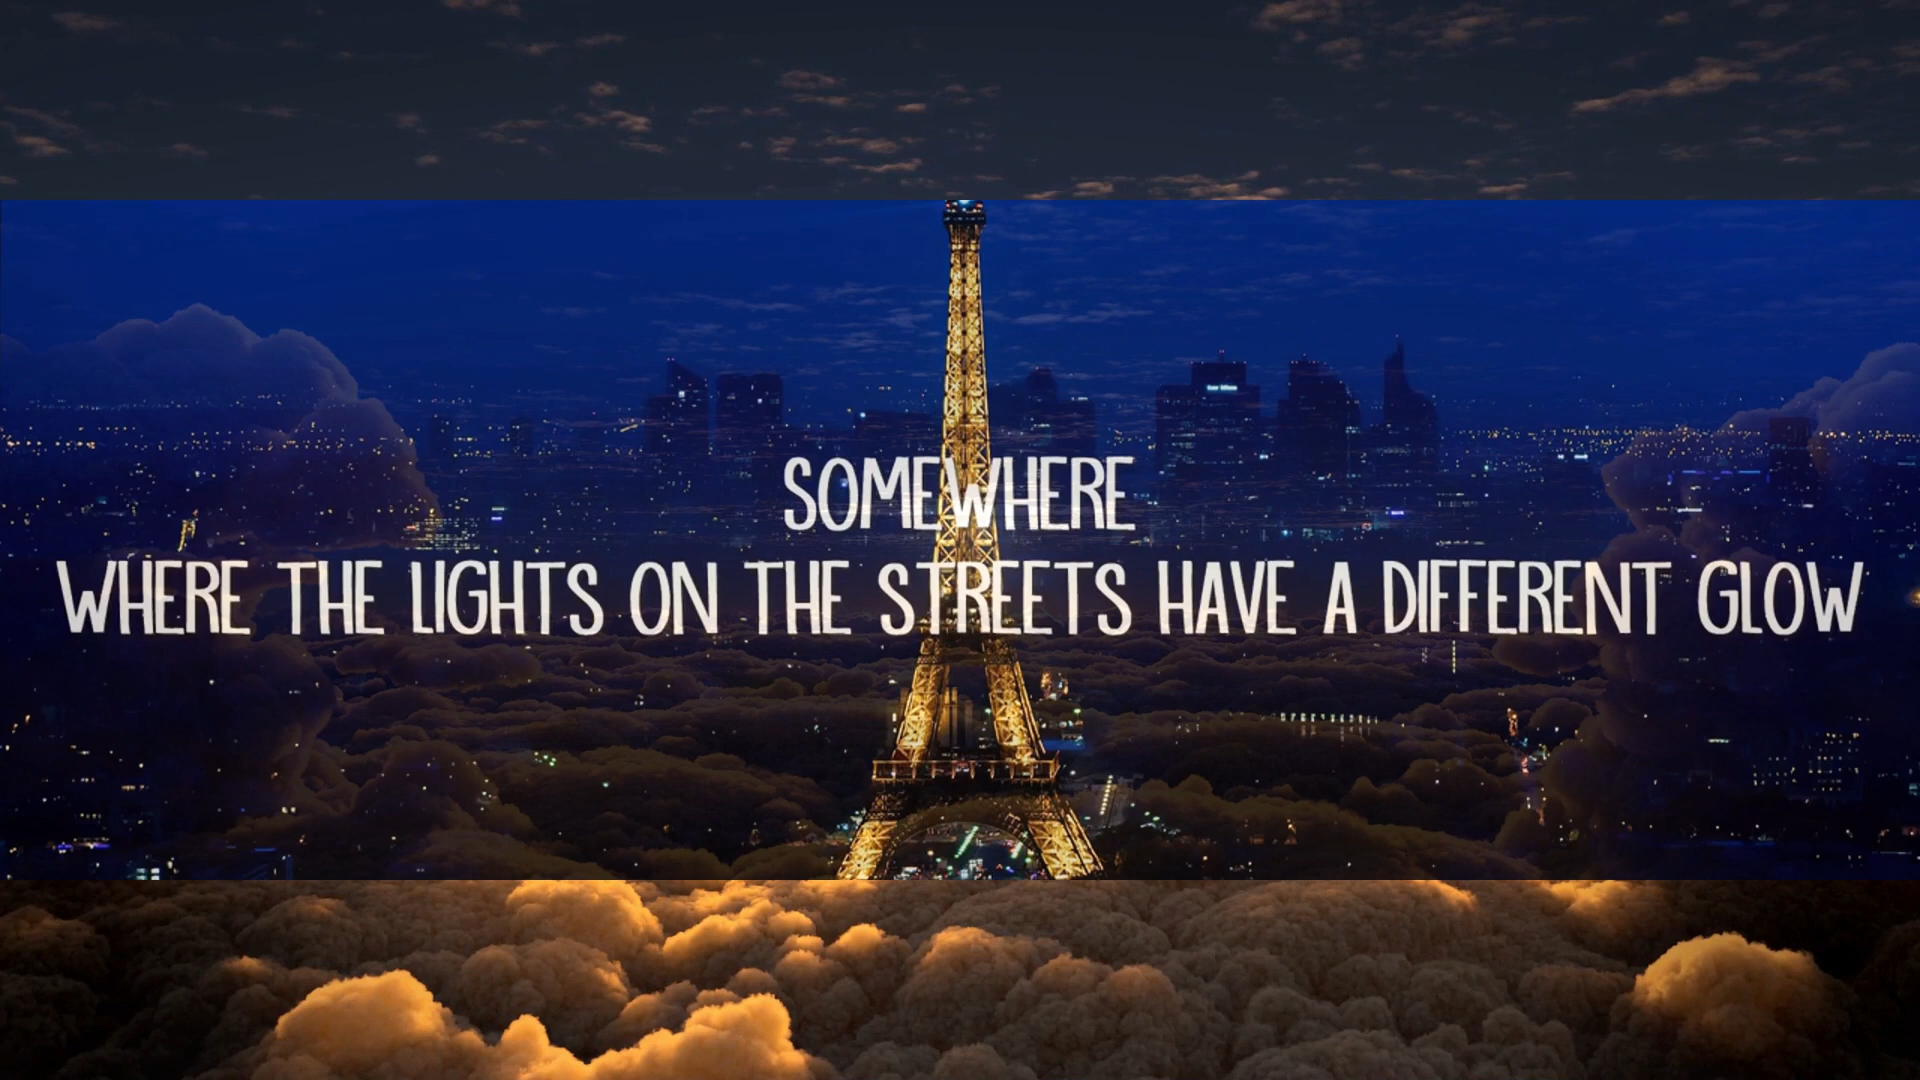 SOMEWHERE
WHERE THE LIGHTS ON THE STREETS HAVE A DIFFERENT GLOW